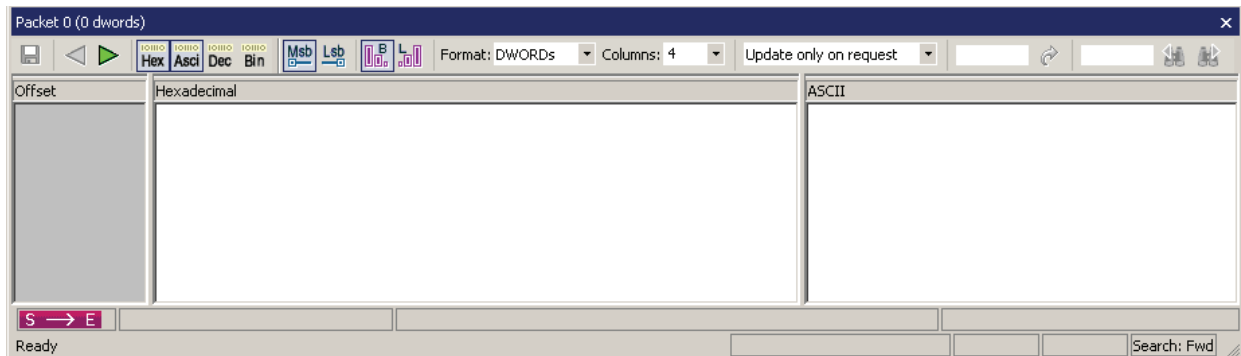 Packet 0 (0 dwords)
Hex Asci Dec Bin Msb Lsb B L Format: DWORDs Columns: 4 Update only on request
Offset Hexadecimal ASCII
S → E
Ready Search: Fwd